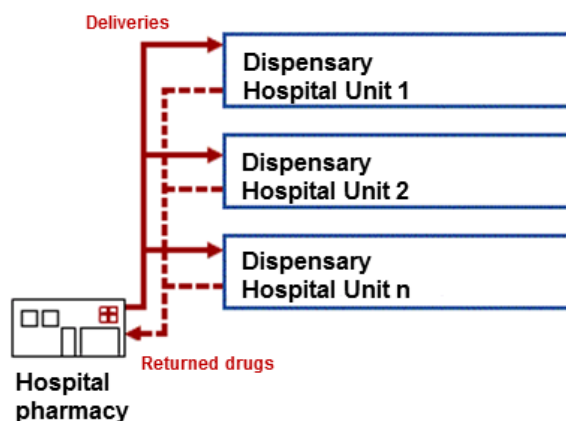 Deliveries
Dispensary
Hospital Unit 1
Dispensary
Hospital Unit 2
Dispensary
Hospital Unit n
Returned drugs
Hospital
pharmacy